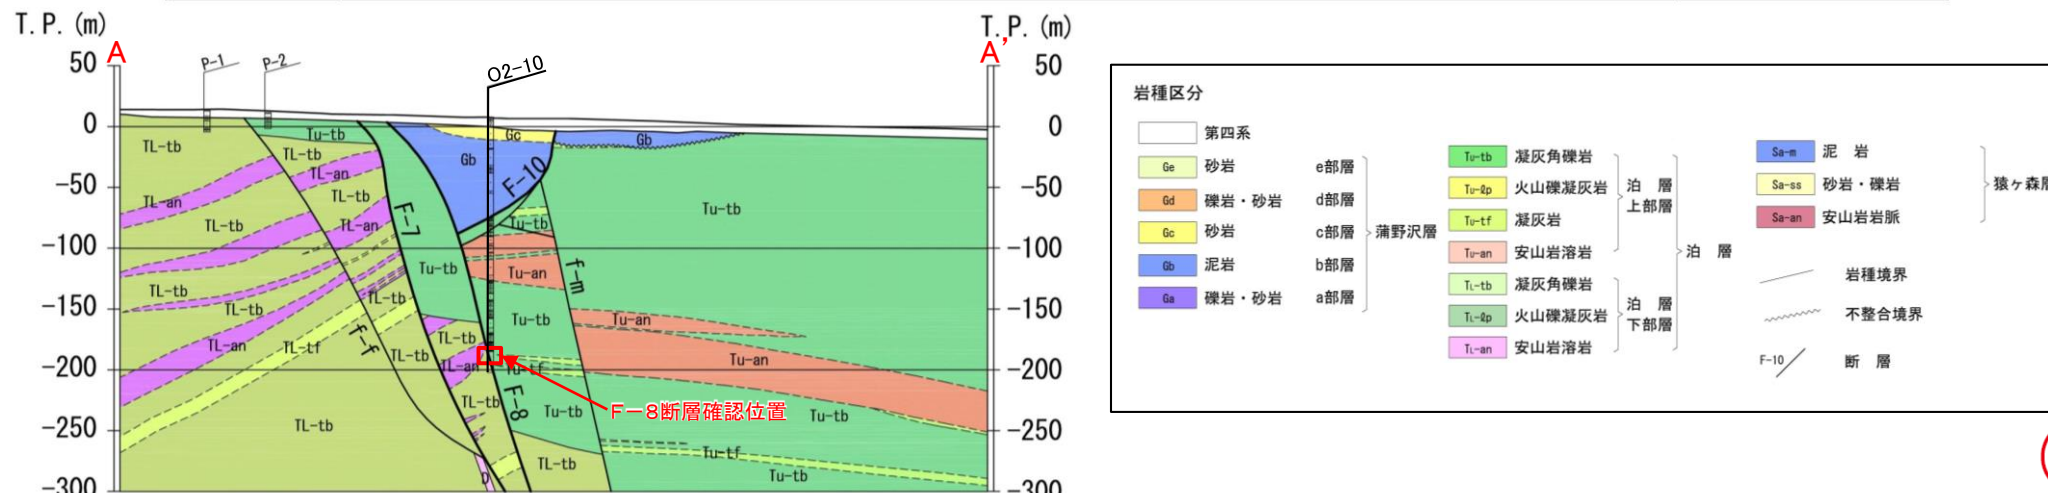 T.P.(m)
A
50
0
-50
-100
-150
-200
-250
-300
P-1
P-2
O2-10
T.P.(m)
A'
50
0
-50
-100
-150
-200
-250
-300
TL-tb
Tu-tb
TL-tb
TL-an
TL-tb
TL-an
TL-tb
TL-an
TL-tb
TL-tb
TL-an
TL-tf
TL-tb
TL-tb
TL-tb
f-f
F-7
Tu-tb
TL-tb
TL-an
TL-tb
Gb
Gc
Gb
F-10
Tu-tb
Tu-an
Tu-tb
Tu-tf
Tu-tb
TL-tb
F-8
f-m
Tu-tb
Tu-an
Tu-an
Tu-tb
Tu-tf
Tu-tb
D
F-8断層確認位置
岩種区分
第四系
Ge 砂岩 e部層
Gd 礫岩・砂岩 d部層
Gc 砂岩 c部層
Gb 泥岩 b部層
Ga 礫岩・砂岩 a部層
蒲野沢層
Tu-tb 凝灰角礫岩
Tu-ℓp 火山礫凝灰岩
Tu-tf 凝灰岩
Tu-an 安山岩溶岩
泊 層
上部層
TL-tb 凝灰角礫岩
TL-ℓp 火山礫凝灰岩
TL-an 安山岩溶岩
泊 層
下部層
泊 層
Sa-m 泥 岩
Sa-ss 砂岩・礫岩
Sa-an 安山岩岩脈
猿ヶ森層
岩種境界
不整合境界
F-10 断 層